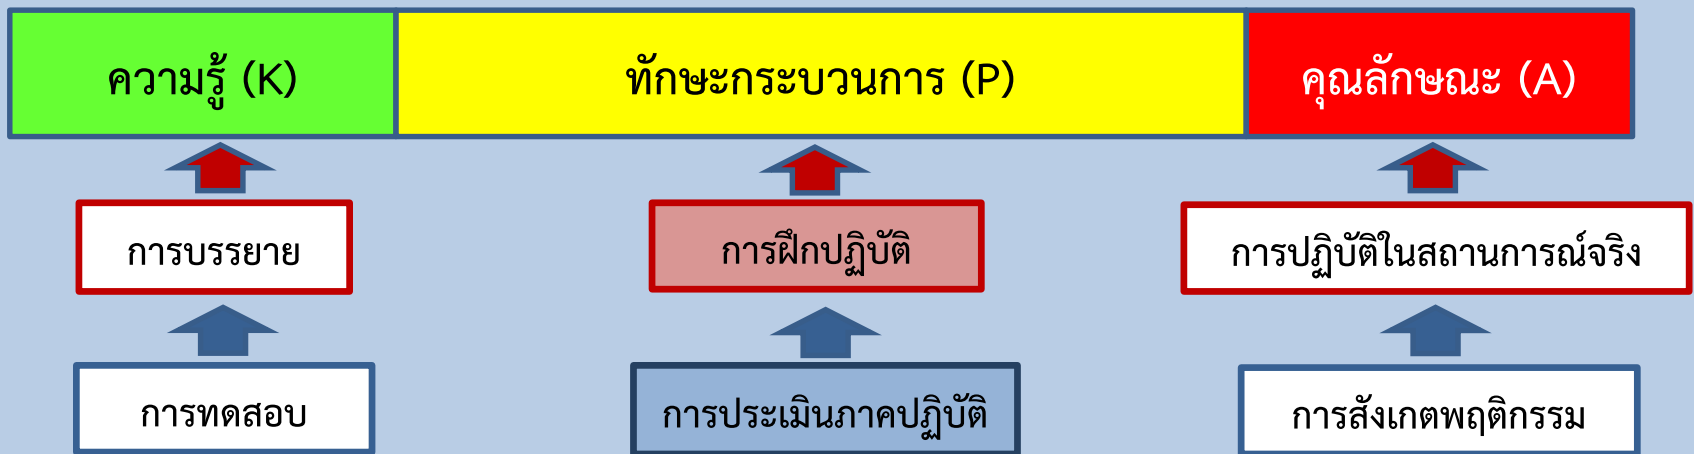 ความรู้ (K)
ทักษะกระบวนการ (P)
คุณลักษณะ (A)
การบรรยาย
การฝึกปฏิบัติ
การปฏิบัติในสถานการณ์จริง
การทดสอบ
การประเมินภาคปฏิบัติ
การสังเกตพฤติกรรม